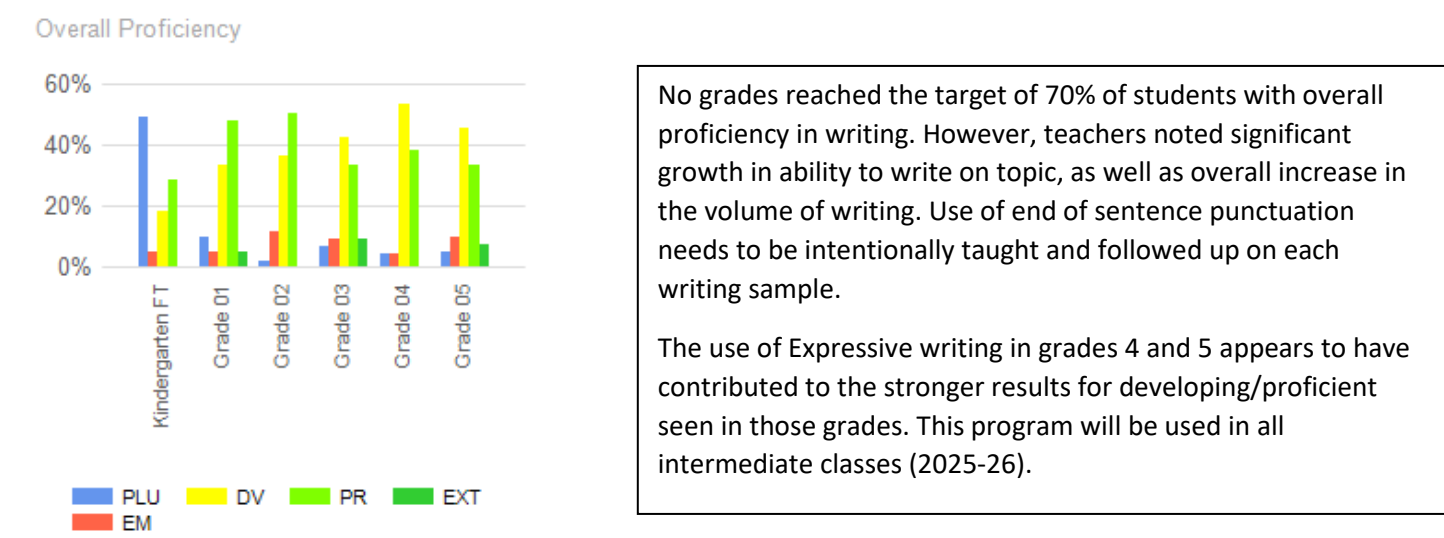 Overall Proficiency
60%
40%
20%
0%
Kindergarten FT
Grade 01
Grade 02
Grade 03
Grade 04
Grade 05
PLU DV PR EXT
EM
No grades reached the target of 70% of students with overall
proficiency in writing. However, teachers noted significant
growth in ability to write on topic, as well as overall increase in
the volume of writing. Use of end of sentence punctuation
needs to be intentionally taught and followed up on each
writing sample.
The use of Expressive writing in grades 4 and 5 appears to have
contributed to the stronger results for developing/proficient
seen in those grades. This program will be used in all
intermediate classes (2025-26).